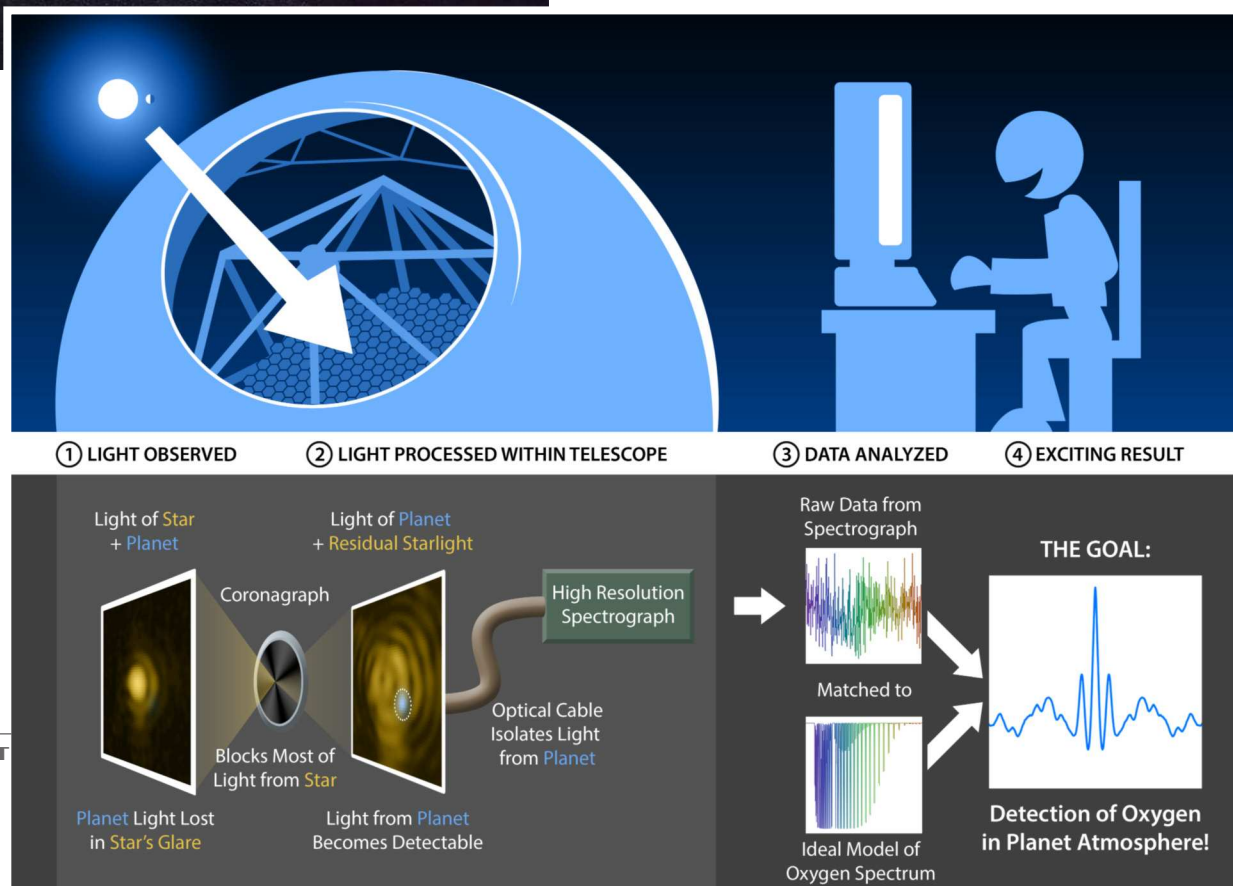 ① LIGHT OBSERVED
② LIGHT PROCESSED WITHIN TELESCOPE
③ DATA ANALYZED
④ EXCITING RESULT
Light of Star
+ Planet
Planet Light Lost
in Star's Glare
Coronagraph
Blocks Most of
Light from Star
Light of Planet
+ Residual Starlight
Light from Planet
Becomes Detectable
High Resolution
Spectrograph
Optical Cable
Isolates Light
from Planet
Raw Data from
Spectrograph
Matched to
Ideal Model of
Oxygen Spectrum
THE GOAL:
Detection of Oxygen
in Planet Atmosphere!